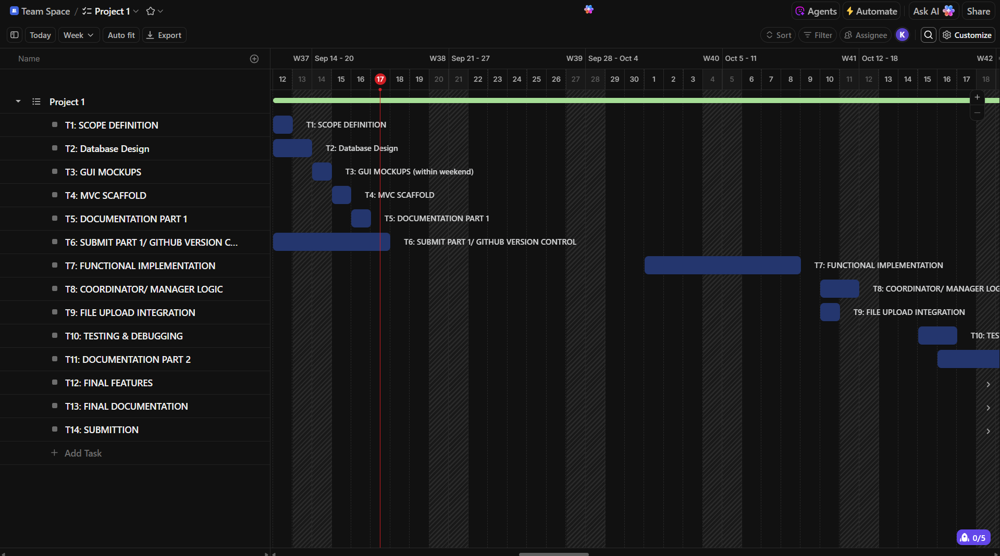 Team Space / Project 1
Agents Automate Ask AI Share
Today Week Auto fit Export
Sort Filter Assignee K Customize
Name
W37 Sep 14 - 20 W38 Sep 21 - 27 W39 Sep 28 - Oct 4 W40 Oct 5 - 11 W41 Oct 12 - 18 W42
12 13 14 15 16 17 18 19 20 21 22 23 24 25 26 27 28 29 30 1 2 3 4 5 6 7 8 9 10 11 12 13 14 15 16 17 18
Project 1
T1: SCOPE DEFINITION T1: SCOPE DEFINITION
T2: Database Design T2: Database Design
T3: GUI MOCKUPS T3: GUI MOCKUPS (within weekend)
T4: MVC SCAFFOLD T4: MVC SCAFFOLD
T5: DOCUMENTATION PART 1 T5: DOCUMENTATION PART 1
T6: SUBMIT PART 1/ GITHUB VERSION C... T6: SUBMIT PART 1/ GITHUB VERSION CONTROL
T7: FUNCTIONAL IMPLEMENTATION T7: FUNCTIONAL IMPLEMENTATION
T8: COORDINATOR/ MANAGER LOGIC T8: COORDINATOR/ MANAGER LOG
T9: FILE UPLOAD INTEGRATION T9: FILE UPLOAD INTEGRATION
T10: TESTING & DEBUGGING T10: TES
T11: DOCUMENTATION PART 2
T12: FINAL FEATURES
T13: FINAL DOCUMENTATION
T14: SUBMITTION
+ Add Task
0/5